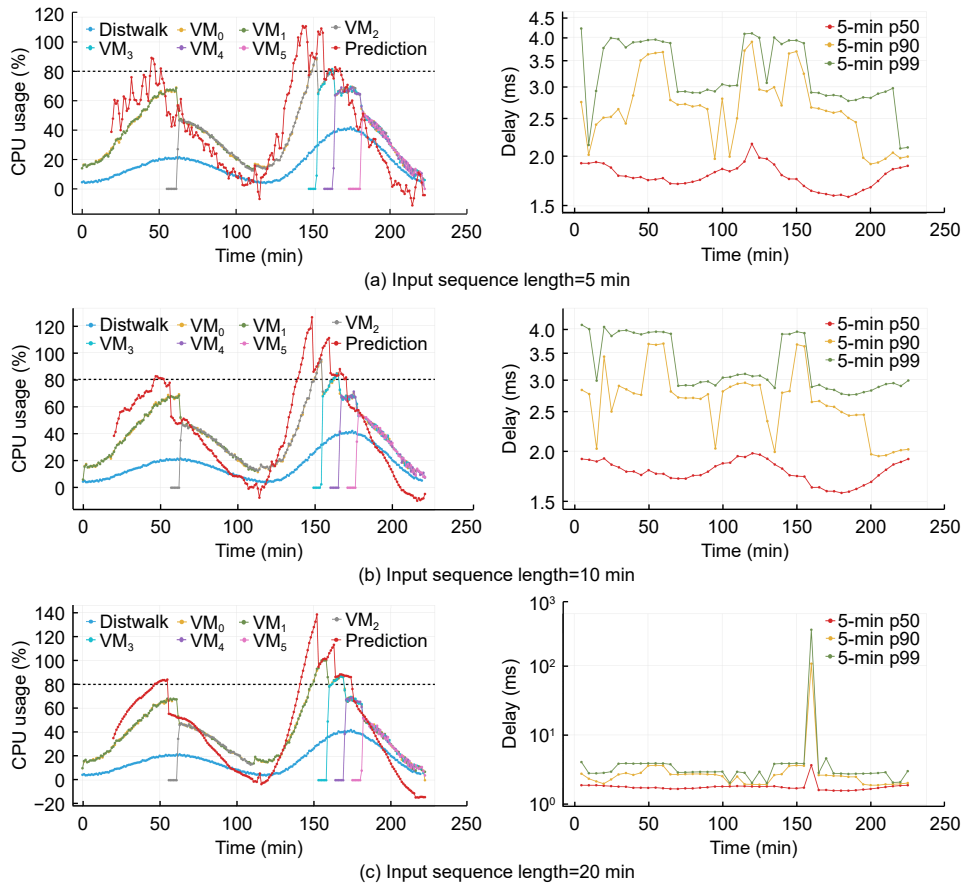 120
100
80
60
40
20
0
CPU usage (%)
Distwalk VM0 VM1 VM2
VM3 VM4 VM5 Prediction
0 50 100 150 200 250
Time (min)
4.5
4.0
3.5
3.0
2.5
2.0
1.5
Delay (ms)
5-min p50
5-min p90
5-min p99
0 50 100 150 200 250
Time (min)
(a) Input sequence length=5 min
120
100
80
60
40
20
0
CPU usage (%)
Distwalk VM0 VM1 VM2
VM3 VM4 VM5 Prediction
0 50 100 150 200 250
Time (min)
4.0
3.5
3.0
2.5
2.0
1.5
Delay (ms)
5-min p50
5-min p90
5-min p99
0 50 100 150 200 250
Time (min)
(b) Input sequence length=10 min
140
120
100
80
60
40
20
0
−20
CPU usage (%)
Distwalk VM0 VM1 VM2
VM3 VM4 VM5 Prediction
0 50 100 150 200 250
Time (min)
10³
10²
10¹
10⁰
Delay (ms)
5-min p50
5-min p90
5-min p99
0 50 100 150 200 250
Time (min)
(c) Input sequence length=20 min